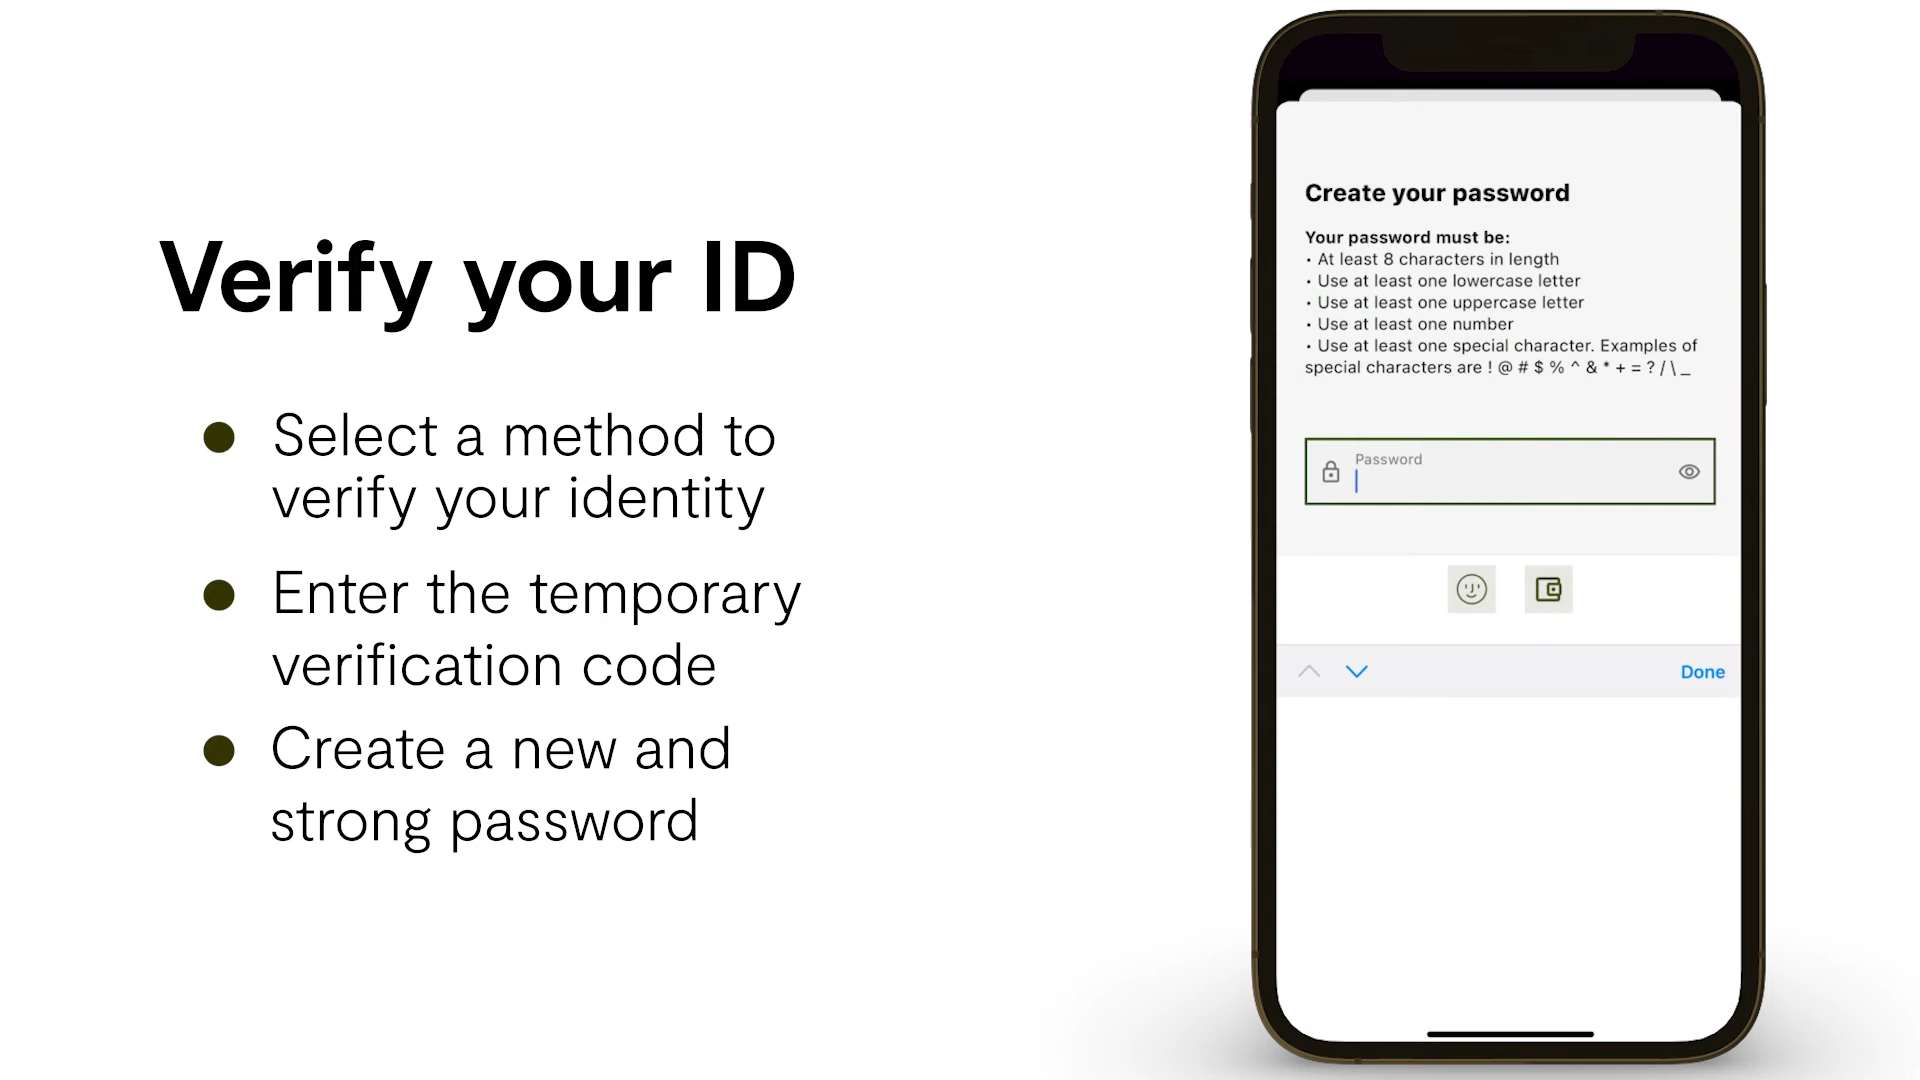 Verify your ID
● Select a method to
verify your identity
● Enter the temporary
verification code
● Create a new and
strong password
Create your password
Your password must be:
• At least 8 characters in length
• Use at least one lowercase letter
• Use at least one uppercase letter
• Use at least one number
• Use at least one special character. Examples of
special characters are ! @ # $ % ^ & * + = ? / \ _
Password
Done